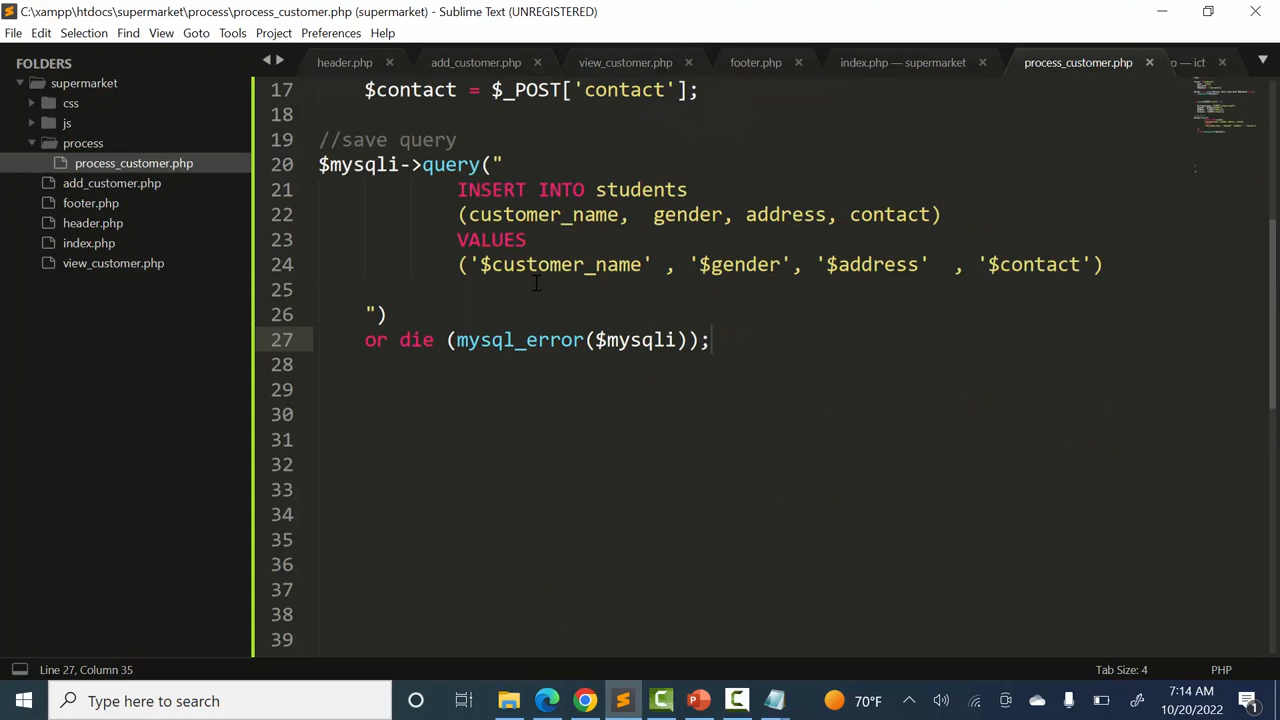 C:\xampp\htdocs\supermarket\process\process_customer.php (supermarket) - Sublime Text (UNREGISTERED)
File Edit Selection Find View Goto Tools Project Preferences Help
FOLDERS
supermarket
css
js
process
process_customer.php
add_customer.php
footer.php
header.php
index.php
view_customer.php
header.php add_customer.php view_customer.php footer.php index.php — supermarket process_customer.php p — ict
17 $contact = $_POST['contact'];
18
19 //save query
20 $mysqli->query("
21 INSERT INTO students
22 (customer_name, gender, address, contact)
23 VALUES
24 ('$customer_name' , '$gender', '$address' , '$contact')
25
26 ")
27 or die (mysql_error($mysqli));
28
29
30
31
32
33
34
35
36
37
38
39
Line 27, Column 35 Tab Size: 4 PHP
Type here to search 70°F 7:14 AM
10/20/2022 1